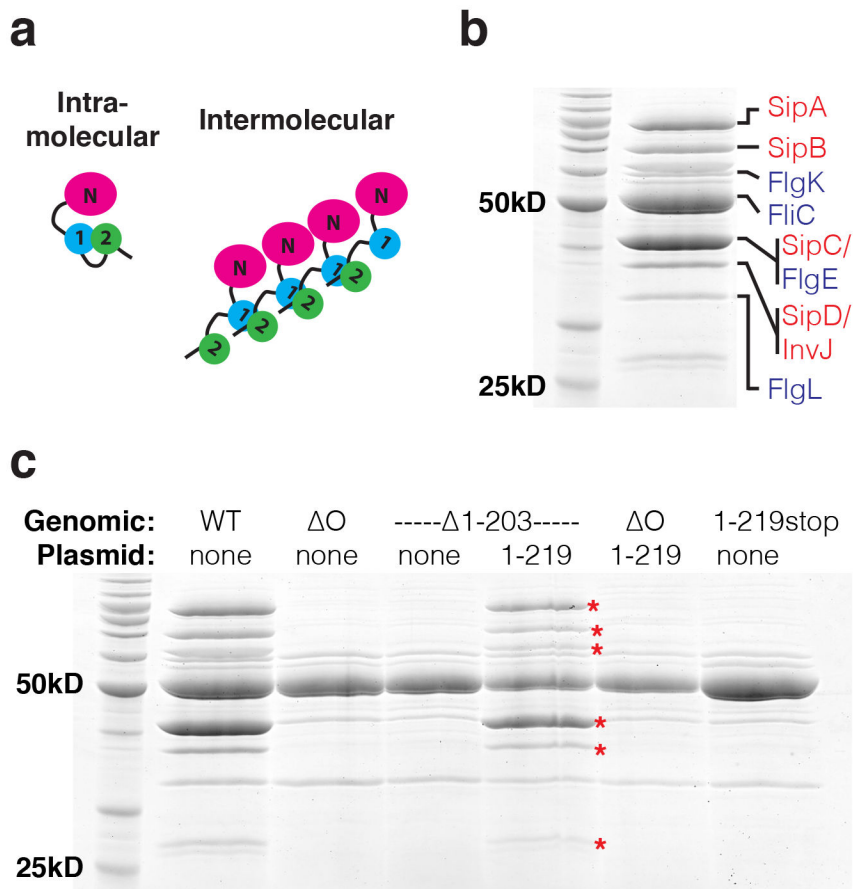 a
Intra-
molecular
Intermolecular
N
1 2
N N N N
1 1 1 1
2 2 2 2
b
50kD
25kD
SipA
SipB
FlgK
FliC
SipC/
FlgE
SipD/
InvJ
FlgL
c
Genomic: WT ΔO -----Δ1-203----- ΔO 1-219stop
Plasmid: none none none 1-219 1-219 none
50kD
25kD
*
*
*
*
*
*